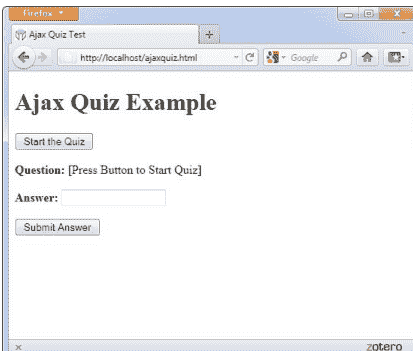 Firefox
Ajax Quiz Test
http://localhost/ajaxquiz.html
Google
Ajax Quiz Example
Start the Quiz
Question: [Press Button to Start Quiz]
Answer:
Submit Answer
zotero